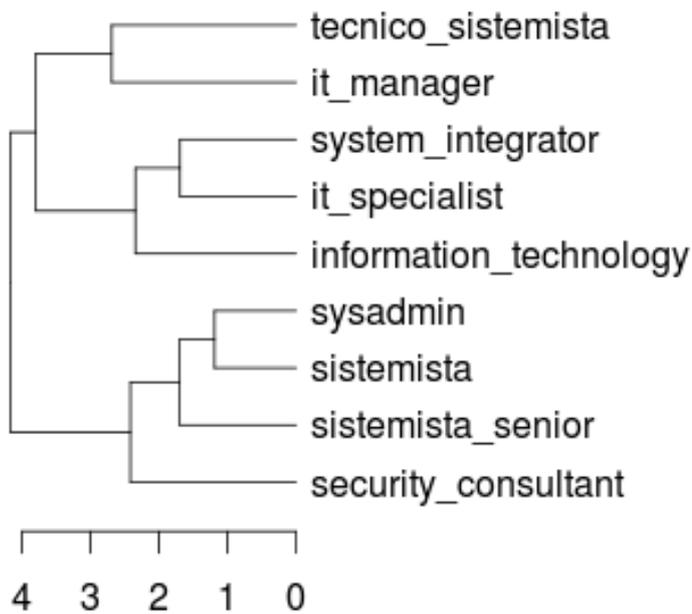 tecnico_sistemista
it_manager
system_integrator
it_specialist
information_technology
sysadmin
sistemista
sistemista_senior
security_consultant
4 3 2 1 0